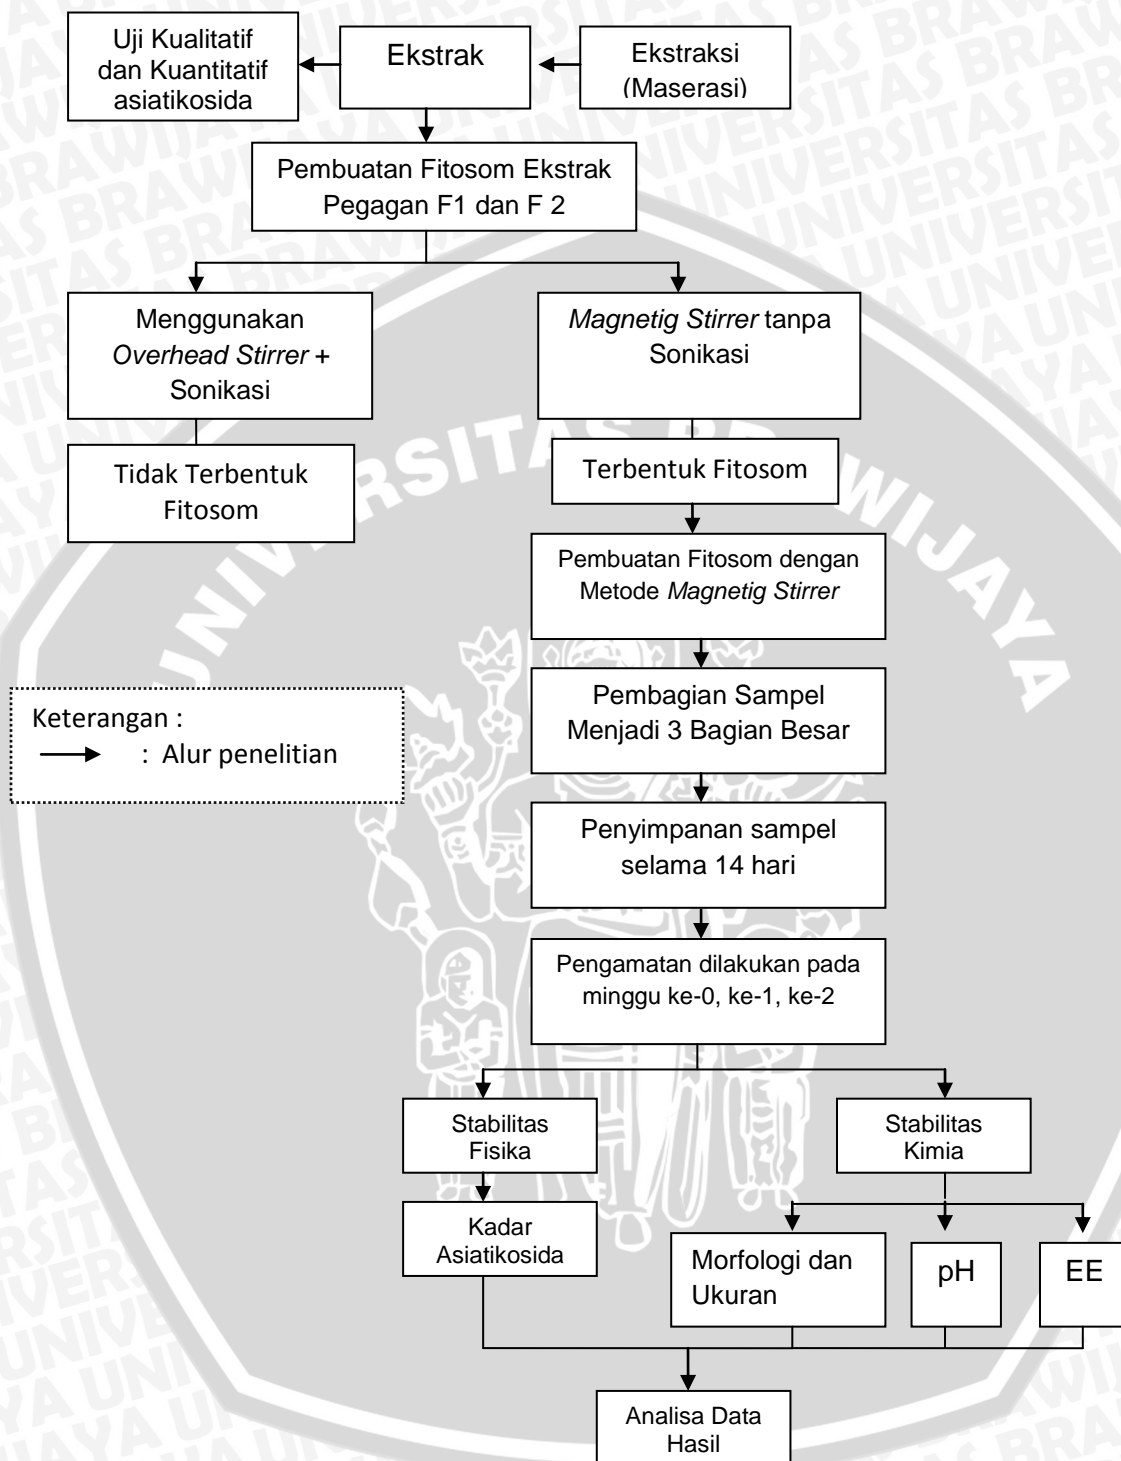 Uji Kualitatif
dan Kuantitatif
asiatikosida
Ekstrak
Ekstraksi
(Maserasi)
Pembuatan Fitosom Ekstrak
Pegagan F1 dan F 2
Menggunakan
Overhead Stirrer +
Sonikasi
Magnetig Stirrer tanpa
Sonikasi
Tidak Terbentuk
Fitosom
Terbentuk Fitosom
Pembuatan Fitosom dengan
Metode Magnetig Stirrer
Pembagian Sampel
Menjadi 3 Bagian Besar
Keterangan :
: Alur penelitian
Penyimpanan sampel
selama 14 hari
Pengamatan dilakukan pada
minggu ke-0, ke-1, ke-2
Stabilitas
Fisika
Stabilitas
Kimia
Kadar
Asiatikosida
Morfologi dan
Ukuran
pH
EE
Analisa Data
Hasil
UNIVERSITAS BRAWIJAYA